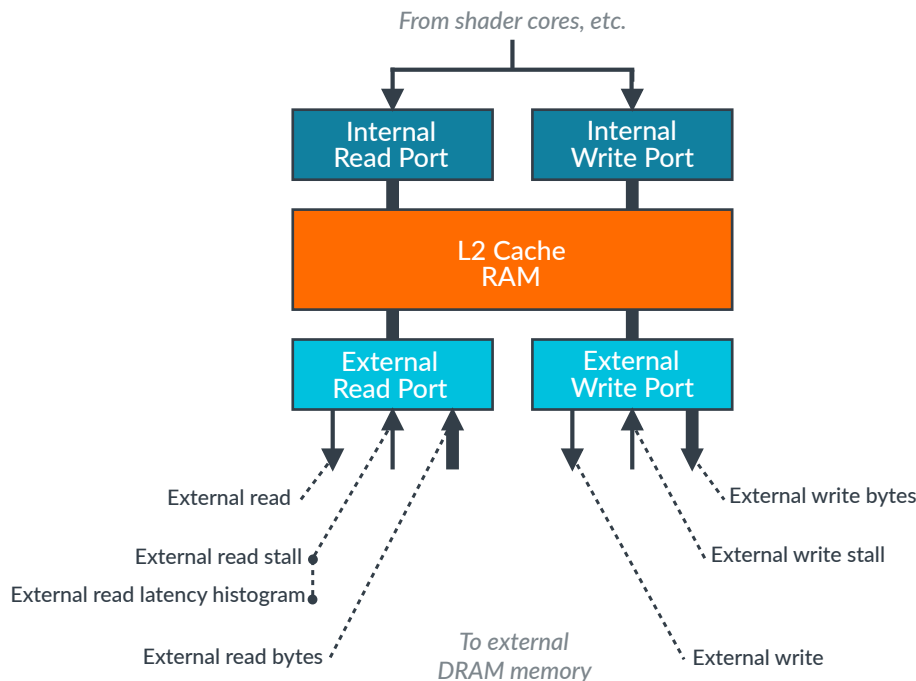 From shader cores, etc.
Internal
Read Port
Internal
Write Port
L2 Cache
RAM
External
Read Port
External
Write Port
External read
External write bytes
External read stall
External write stall
External read latency histogram
External read bytes
To external
DRAM memory
External write